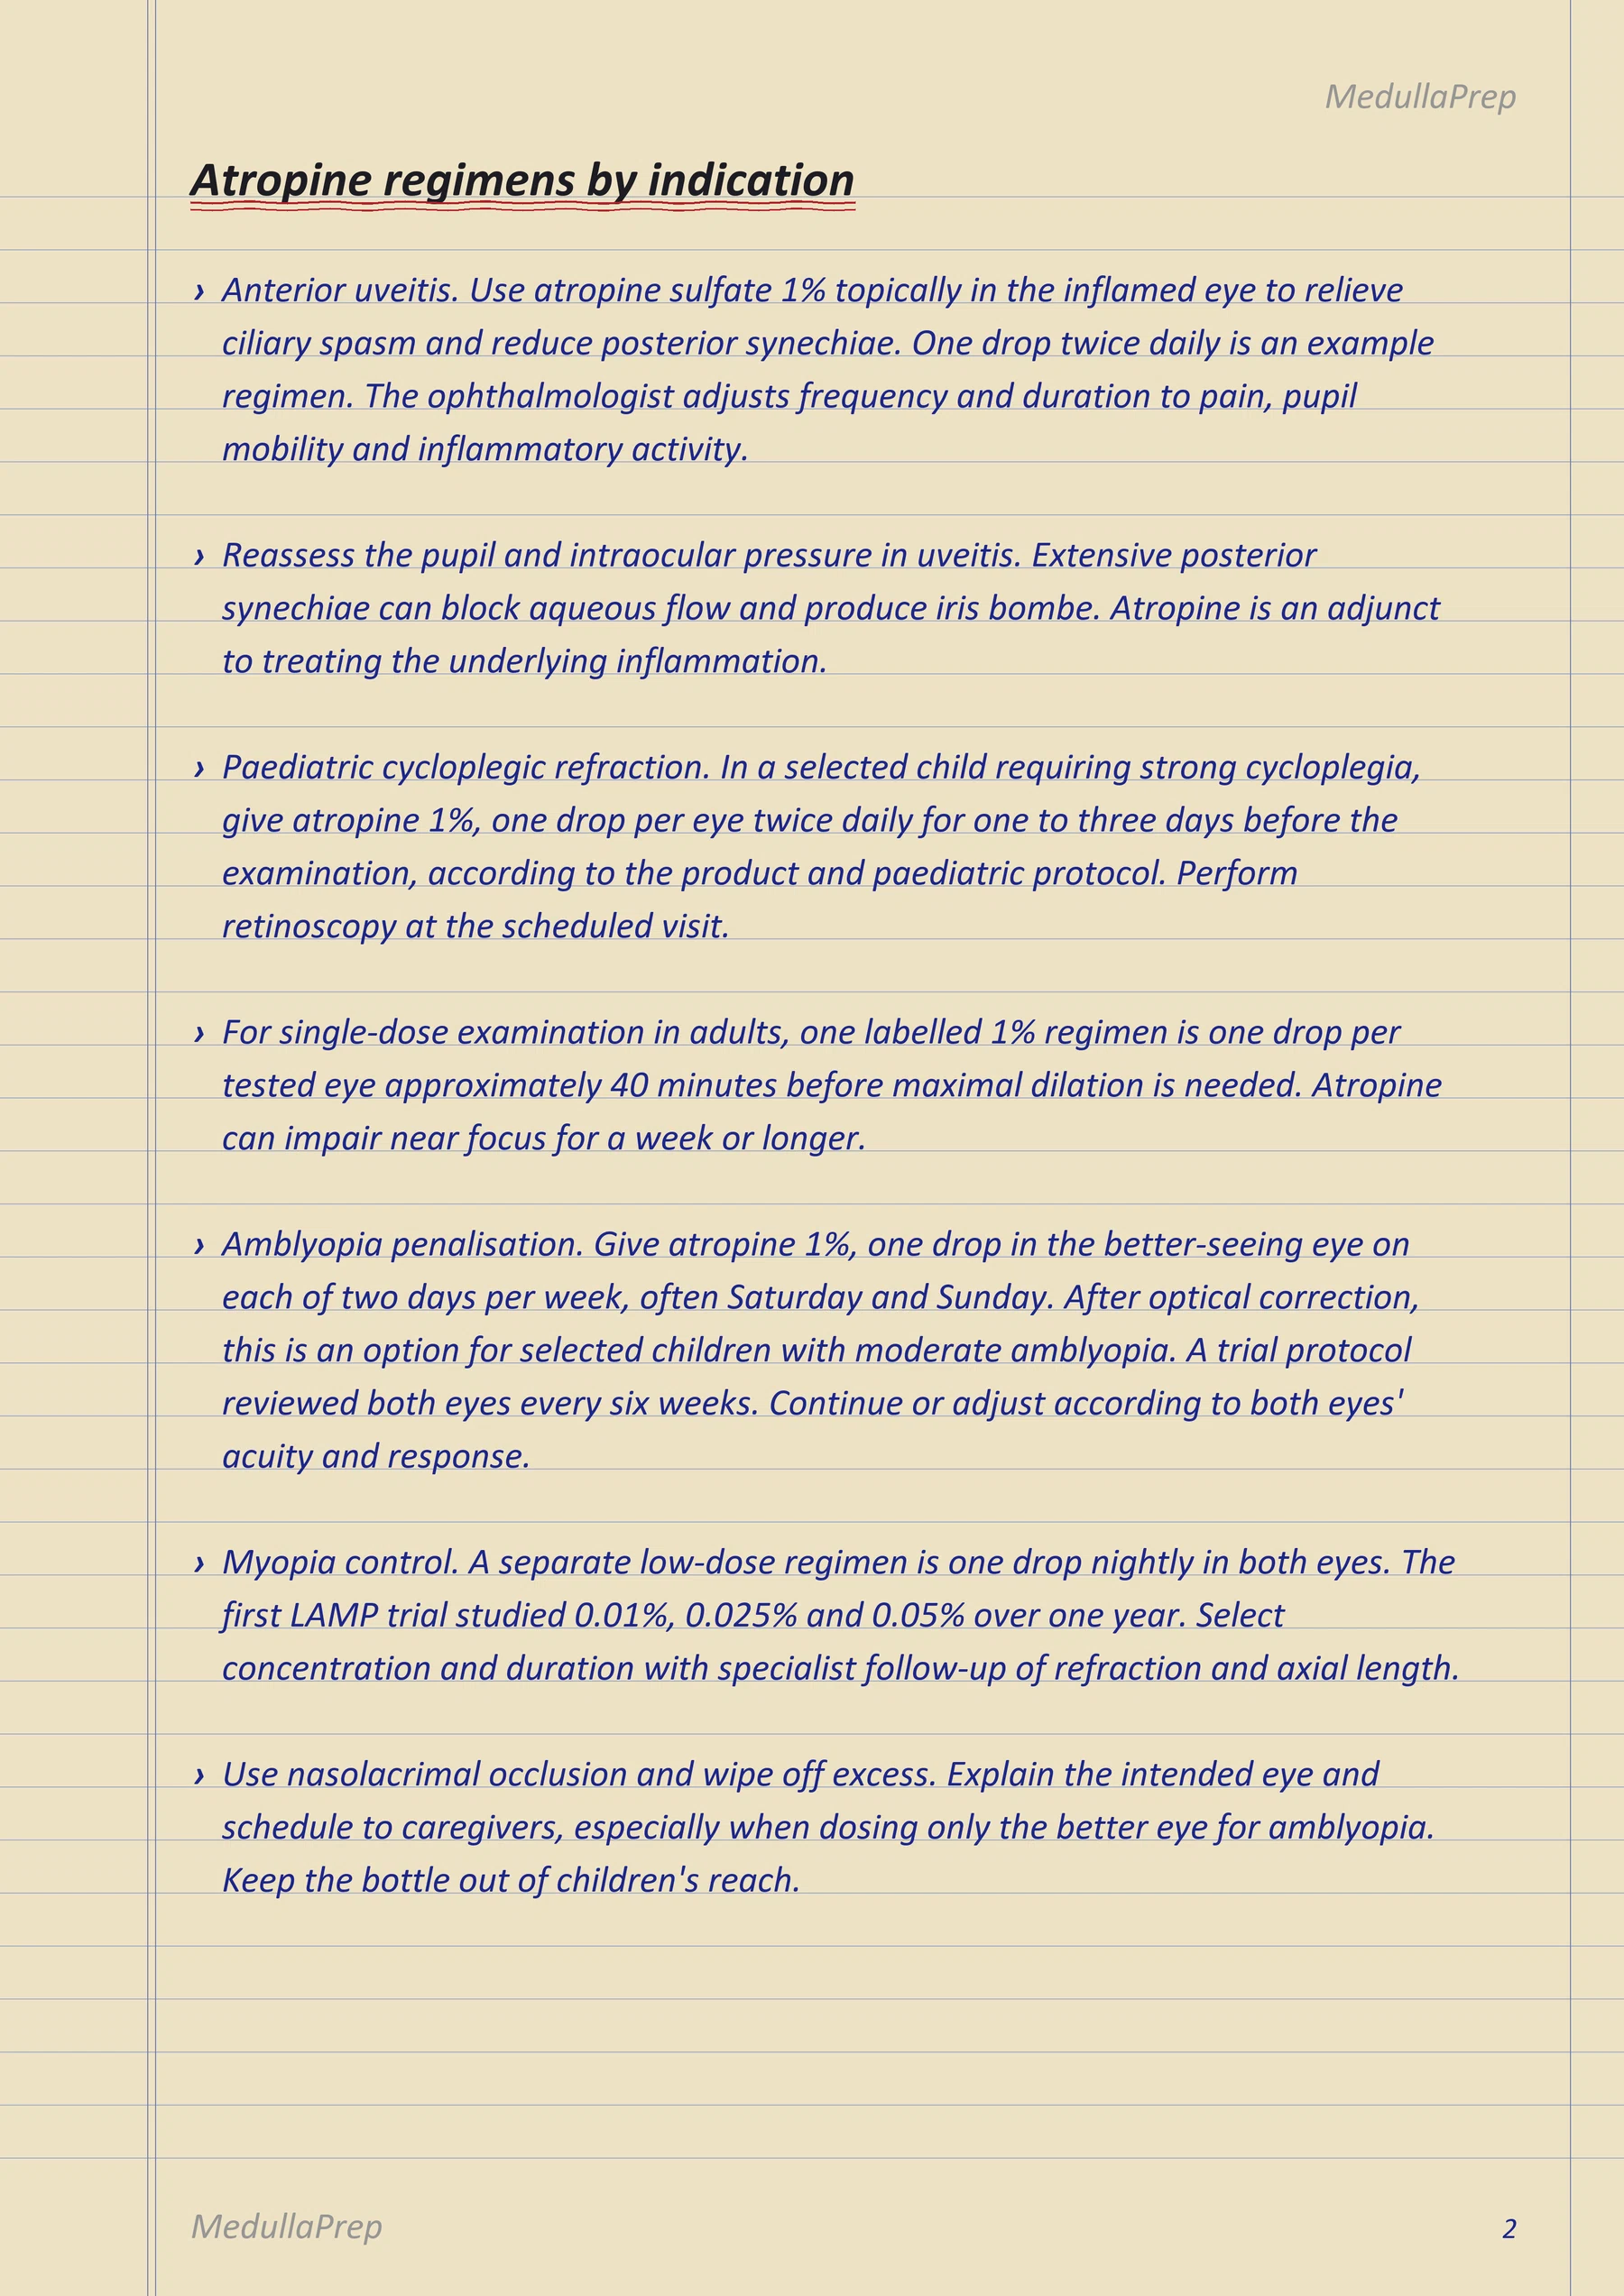 MedullaPrep
Atropine regimens by indication
› Anterior uveitis. Use atropine sulfate 1% topically in the inflamed eye to relieve
ciliary spasm and reduce posterior synechiae. One drop twice daily is an example
regimen. The ophthalmologist adjusts frequency and duration to pain, pupil
mobility and inflammatory activity.
› Reassess the pupil and intraocular pressure in uveitis. Extensive posterior
synechiae can block aqueous flow and produce iris bombe. Atropine is an adjunct
to treating the underlying inflammation.
› Paediatric cycloplegic refraction. In a selected child requiring strong cycloplegia,
give atropine 1%, one drop per eye twice daily for one to three days before the
examination, according to the product and paediatric protocol. Perform
retinoscopy at the scheduled visit.
› For single-dose examination in adults, one labelled 1% regimen is one drop per
tested eye approximately 40 minutes before maximal dilation is needed. Atropine
can impair near focus for a week or longer.
› Amblyopia penalisation. Give atropine 1%, one drop in the better-seeing eye on
each of two days per week, often Saturday and Sunday. After optical correction,
this is an option for selected children with moderate amblyopia. A trial protocol
reviewed both eyes every six weeks. Continue or adjust according to both eyes'
acuity and response.
› Myopia control. A separate low-dose regimen is one drop nightly in both eyes. The
first LAMP trial studied 0.01%, 0.025% and 0.05% over one year. Select
concentration and duration with specialist follow-up of refraction and axial length.
› Use nasolacrimal occlusion and wipe off excess. Explain the intended eye and
schedule to caregivers, especially when dosing only the better eye for amblyopia.
Keep the bottle out of children's reach.
MedullaPrep
2